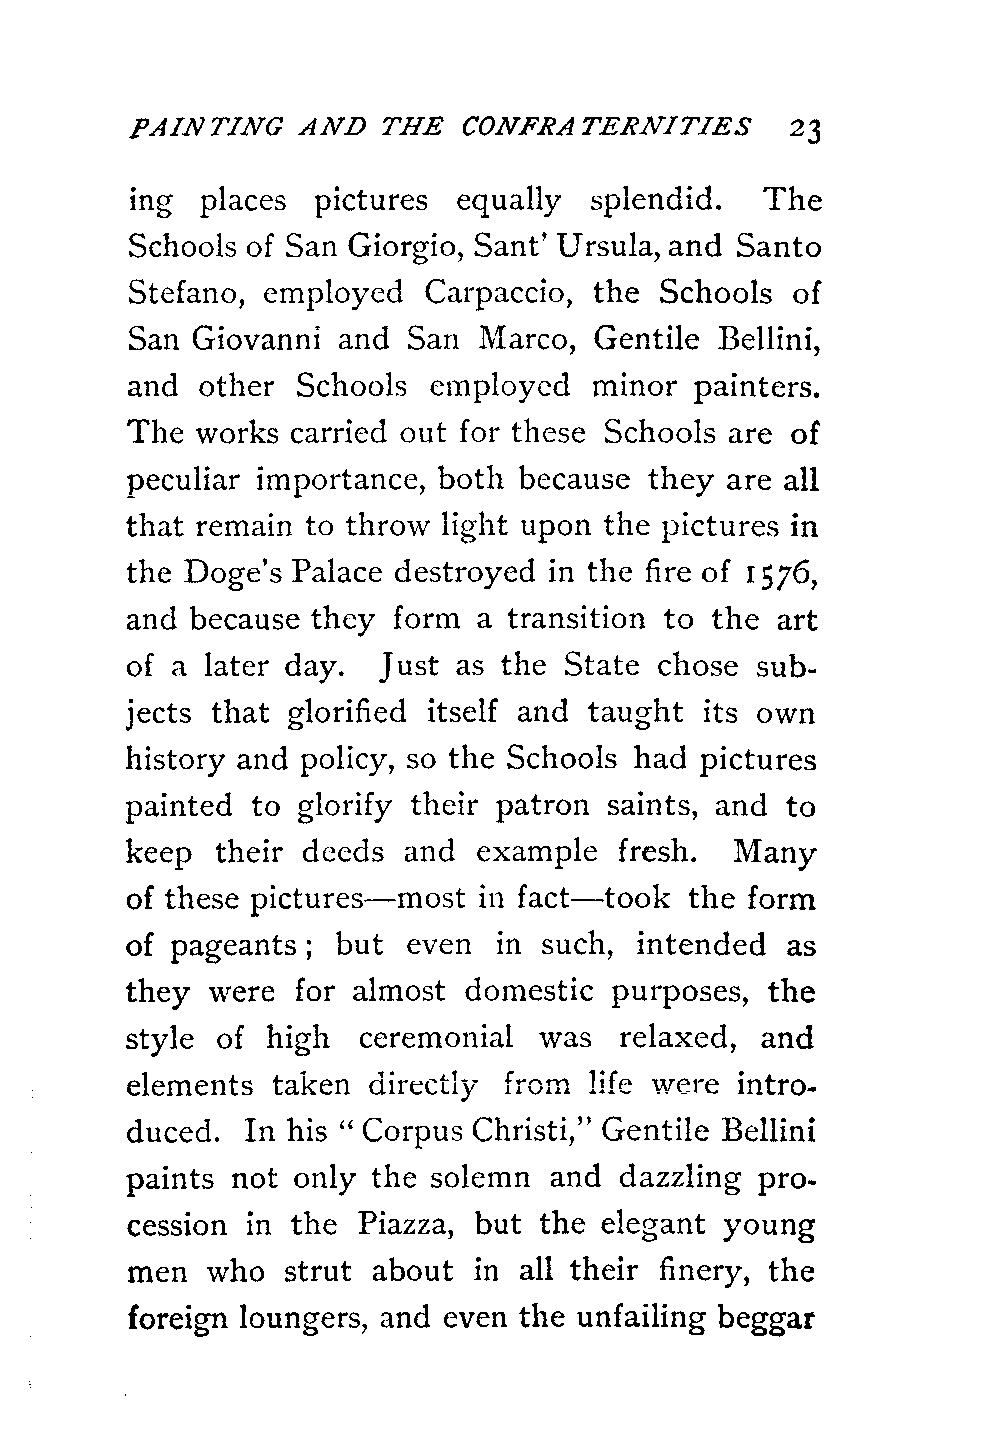 PAINTING AND THE CONFRATERNITIES 23
ing places pictures equally splendid. The
Schools of San Giorgio, Sant' Ursula, and Santo
Stefano, employed Carpaccio, the Schools of
San Giovanni and San Marco, Gentile Bellini,
and other Schools employed minor painters.
The works carried out for these Schools are of
peculiar importance, both because they are all
that remain to throw light upon the pictures in
the Doge's Palace destroyed in the fire of 1576,
and because they form a transition to the art
of a later day. Just as the State chose sub-
jects that glorified itself and taught its own
history and policy, so the Schools had pictures
painted to glorify their patron saints, and to
keep their deeds and example fresh. Many
of these pictures—most in fact—took the form
of pageants; but even in such, intended as
they were for almost domestic purposes, the
style of high ceremonial was relaxed, and
elements taken directly from life were intro-
duced. In his "Corpus Christi," Gentile Bellini
paints not only the solemn and dazzling pro-
cession in the Piazza, but the elegant young
men who strut about in all their finery, the
foreign loungers, and even the unfailing beggar